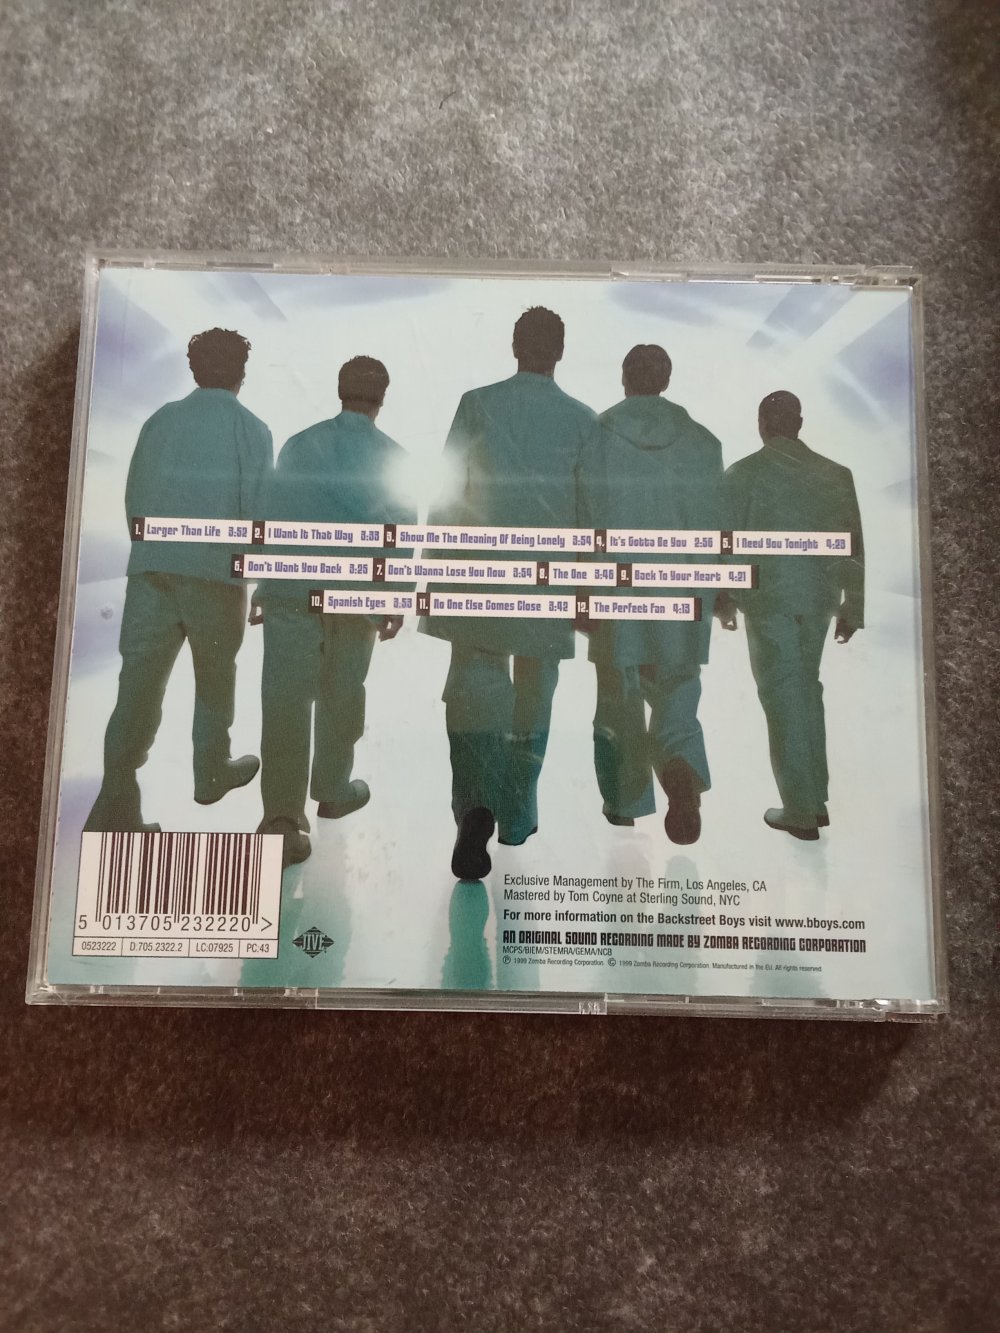 1. Larger Than Life 3:52 2. I Want It That Way 3:33 3. Show Me The Meaning Of Being Lonely 3:54 4. It's Gotta Be You 2:56 5. I Need You Tonight 4:23
6. Don't Want You Back 3:25 7. Don't Wanna Lose You Now 3:54 8. The One 3:46 9. Back To Your Heart 4:21
10. Spanish Eyes 3:53 11. No One Else Comes Close 3:42 12. The Perfect Fan 4:13
5 013705 232220 >
0523222 D:705.2322.2 LC:07925 PC.43
JIVE
Exclusive Management by The Firm, Los Angeles, CA
Mastered by Tom Coyne at Sterling Sound, NYC
For more information on the Backstreet Boys visit www.bboys.com
AN ORIGINAL SOUND RECORDING MADE BY ZOMBA RECORDING CORPORATION
MCPS/BIEM/STEMRA/GEMA/NCB
℗ 1999 Zomba Recording Corporation. © 1999 Zomba Recording Corporation. Manufactured in the EU. All rights reserved.